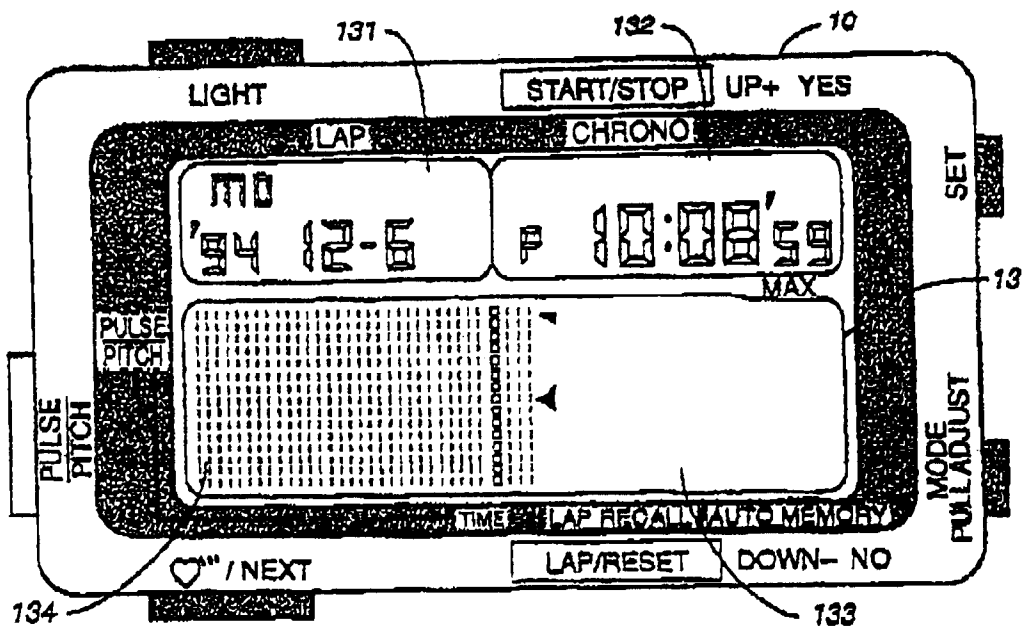 131 132 10
LIGHT START/STOP UP+ YES
LAP CHRONO
SET
MO
'94 12-6 P 10:08'59
MAX
13
PULSE
PITCH
PULSE
PITCH
MODE
PULL ADJUST
TIME LAP RECALL AUTO MEMORY
♡''' / NEXT LAP/RESET DOWN– NO
134 133